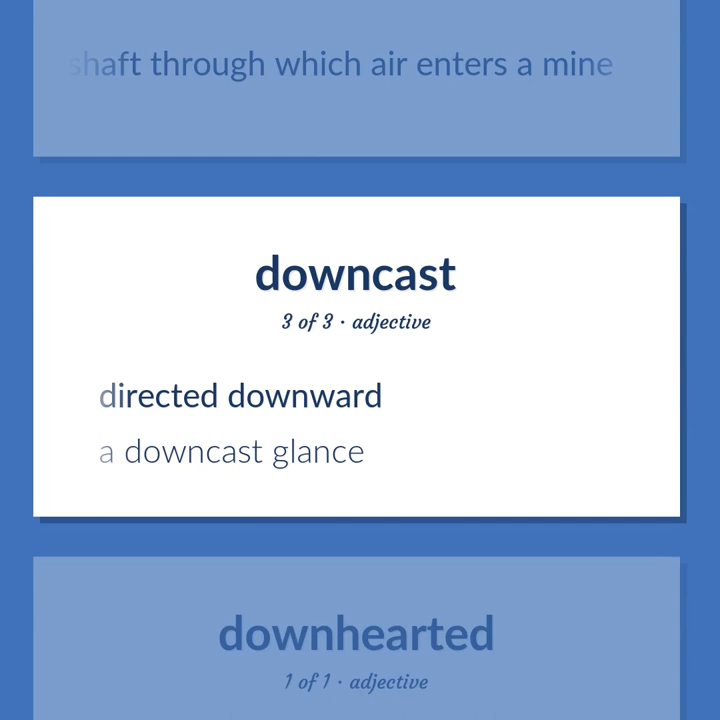 shaft through which air enters a mine
downcast
3 of 3 · adjective
directed downward
a downcast glance
downhearted
1 of 1 · adjective